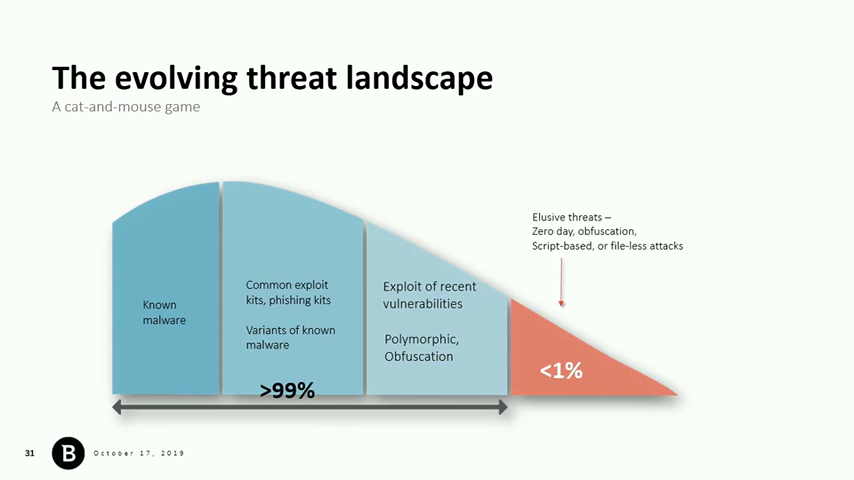 The evolving threat landscape
A cat-and-mouse game
Elusive threats –
Zero day, obfuscation,
Script-based, or file-less attacks
Known
malware
Common exploit
kits, phishing kits
Variants of known
malware
Exploit of recent
vulnerabilities
Polymorphic,
Obfuscation
<1%
>99%
31
B
October 17, 2019